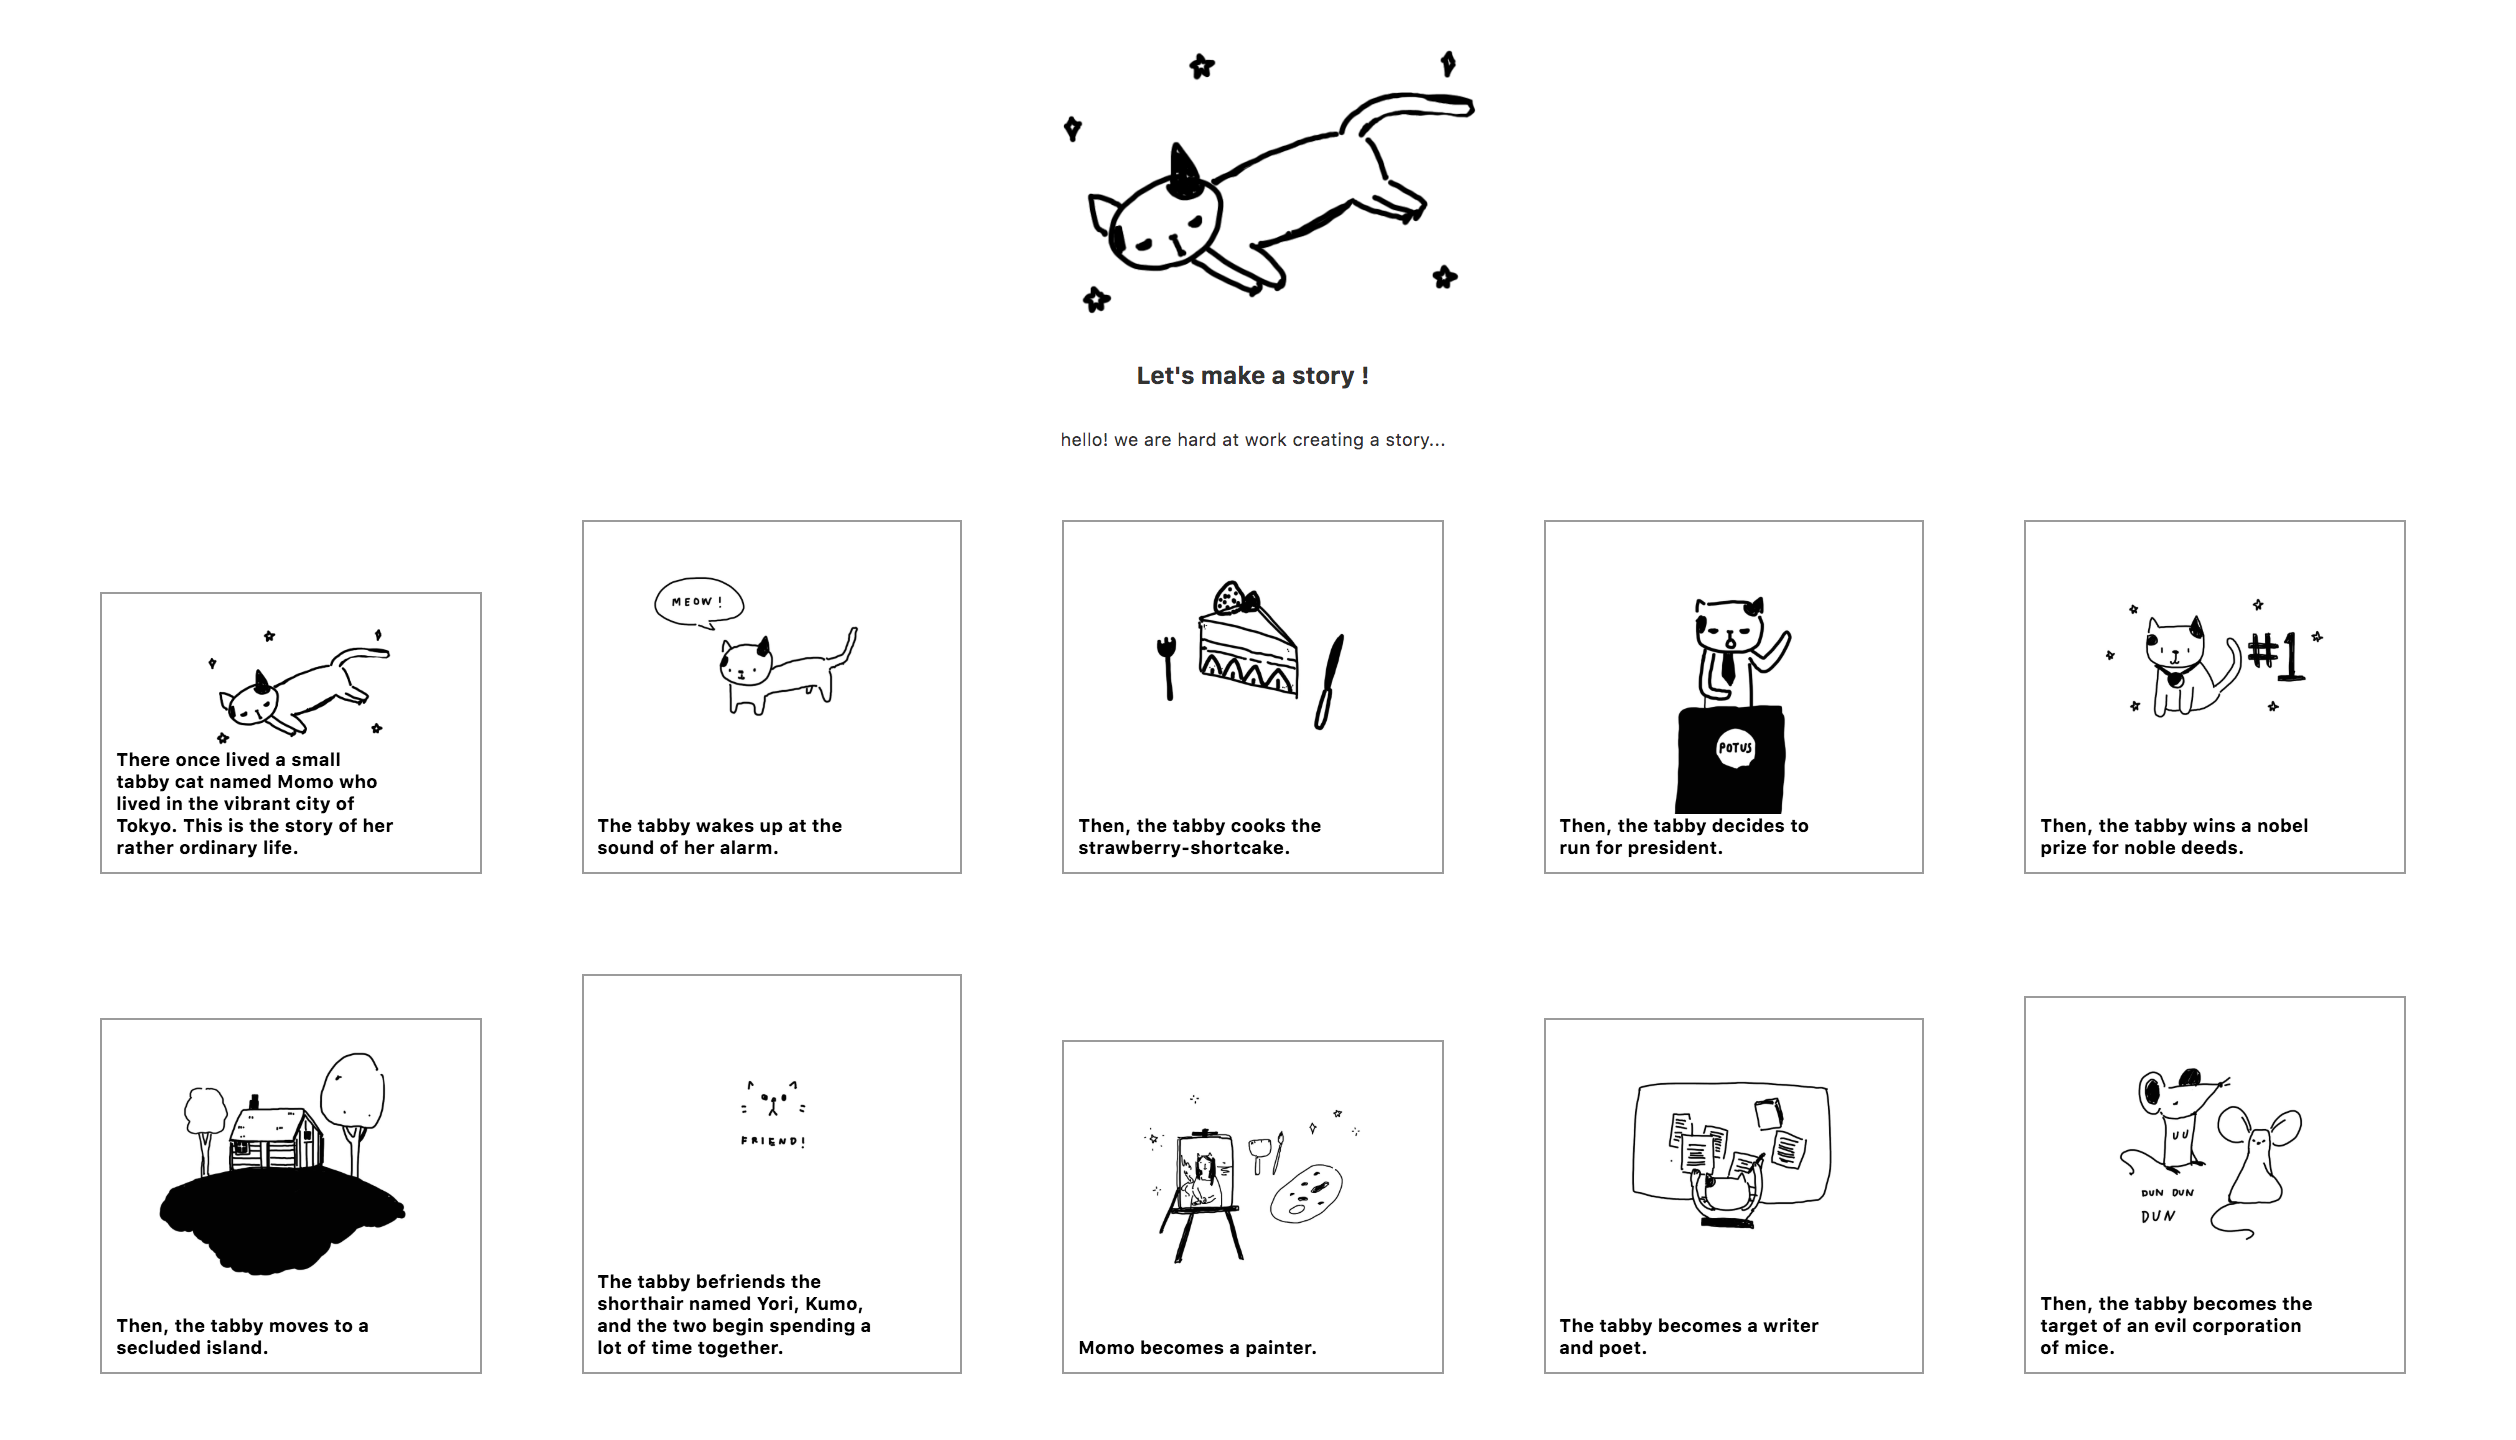 Let's make a story !
hello! we are hard at work creating a story...
There once lived a small
tabby cat named Momo who
lived in the vibrant city of
Tokyo. This is the story of her
rather ordinary life.
MEOW !
The tabby wakes up at the
sound of her alarm.
Then, the tabby cooks the
strawberry-shortcake.
POTUS
Then, the tabby decides to
run for president.
#1
Then, the tabby wins a nobel
prize for noble deeds.
Then, the tabby moves to a
secluded island.
FRIEND!
The tabby befriends the
shorthair named Yori, Kumo,
and the two begin spending a
lot of time together.
Momo becomes a painter.
The tabby becomes a writer
and poet.
DUN DUN
DUN
Then, the tabby becomes the
target of an evil corporation
of mice.